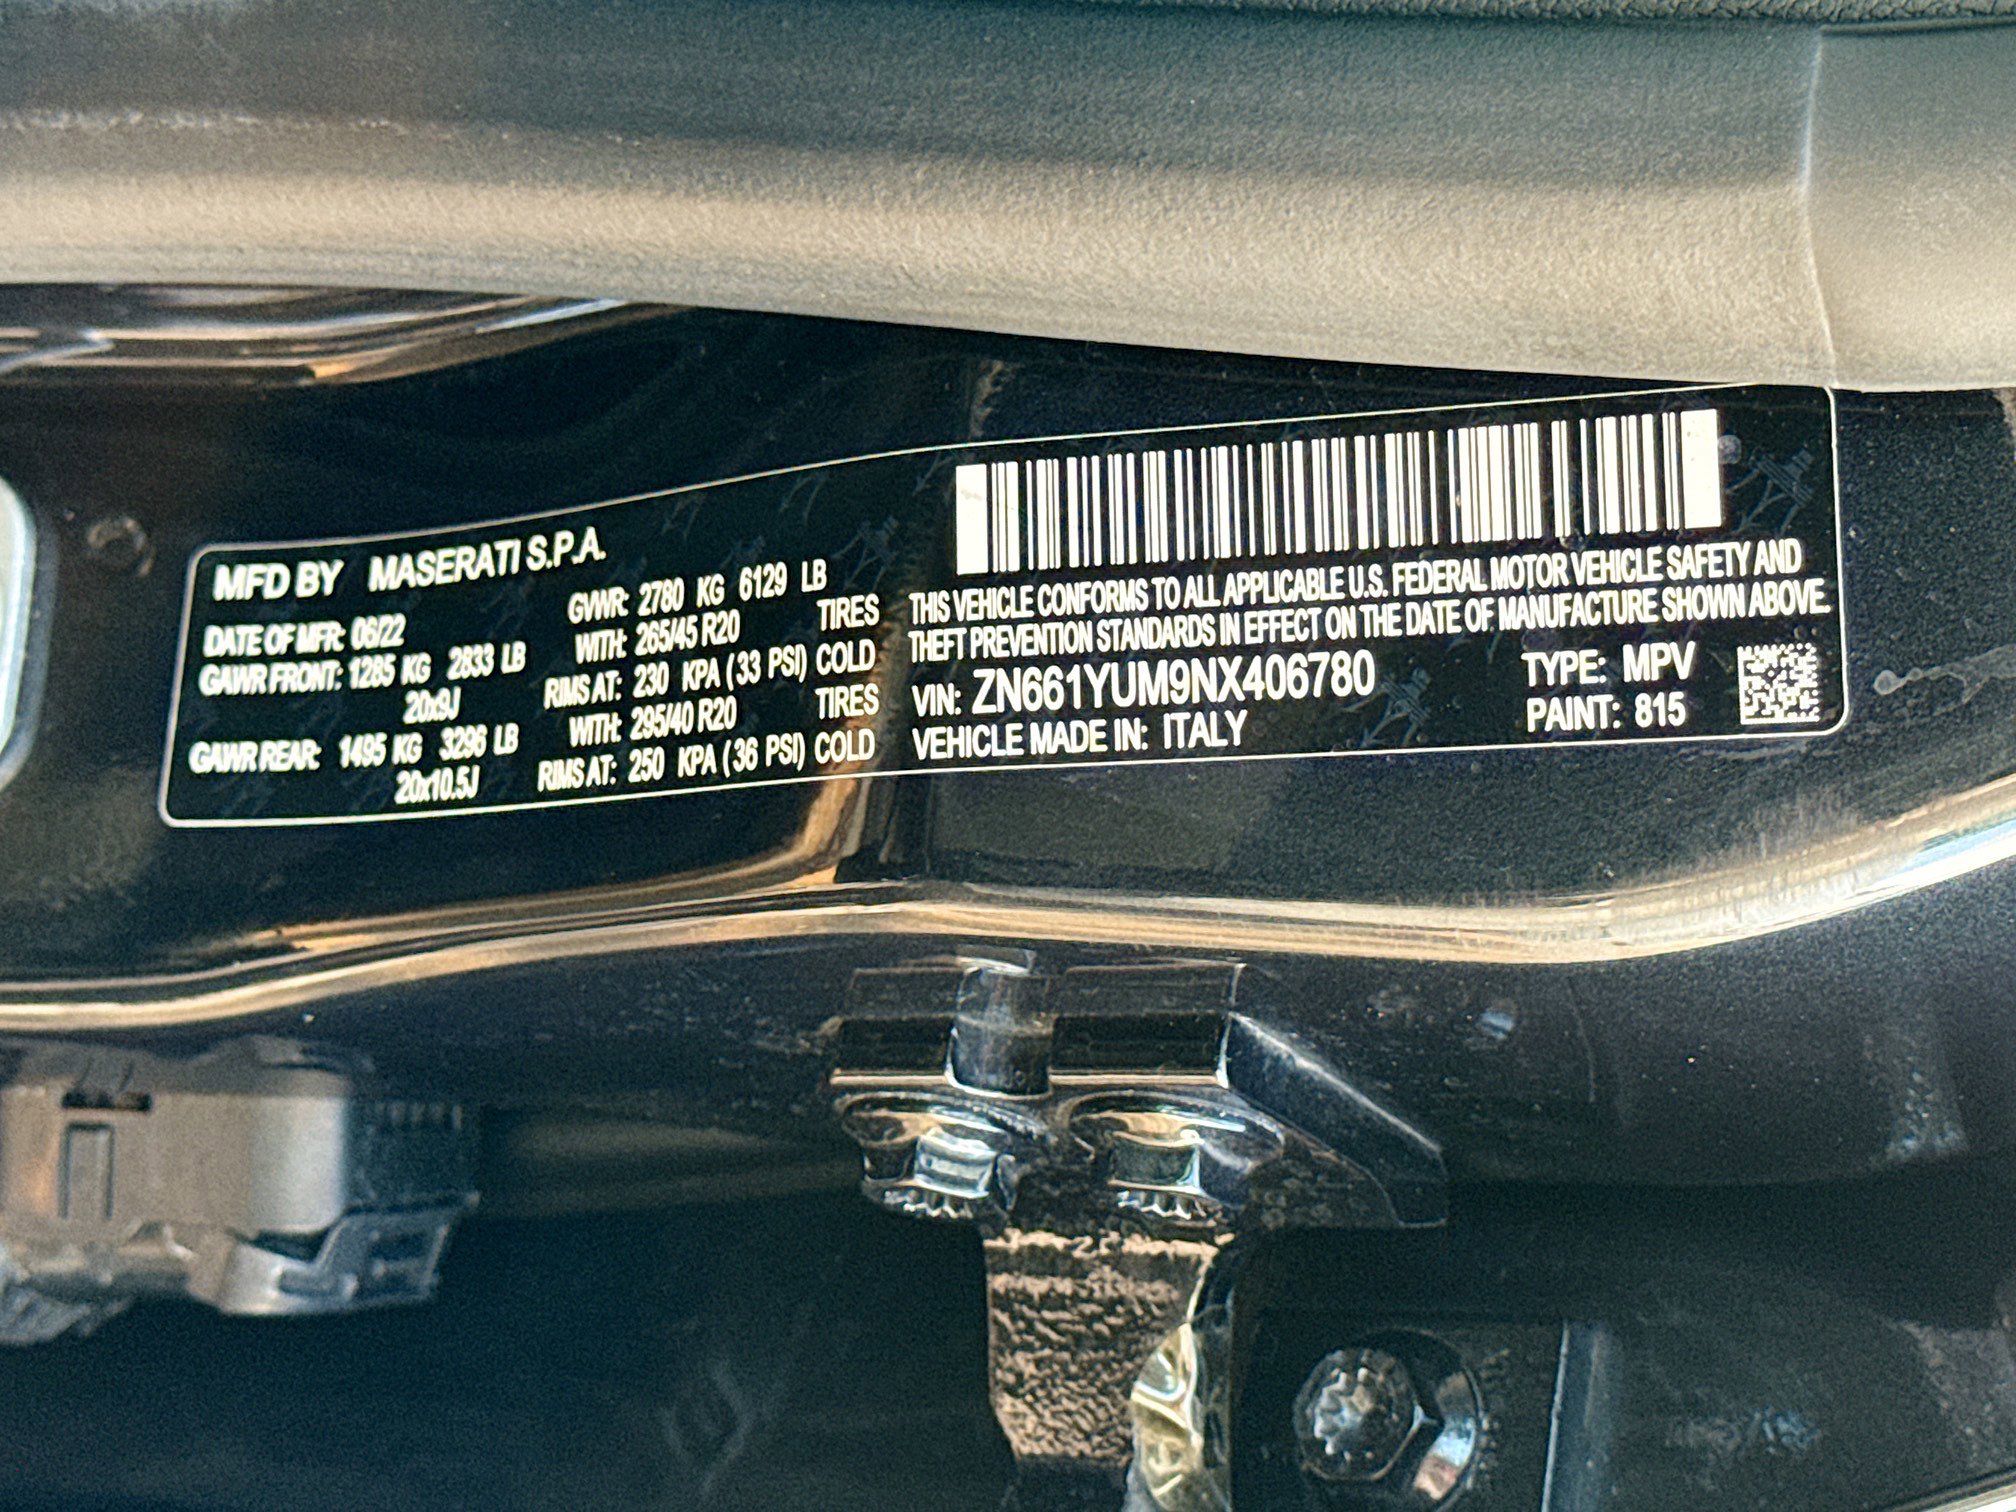 MFD BY MASERATI S.P.A.
DATE OF MFR: 06/22
GVWR: 2780 KG 6129 LB
GAWR FRONT: 1285 KG 2833 LB WITH: 265/45 R20 TIRES
20x9J RIMS AT: 230 KPA (33 PSI) COLD
GAWR REAR: 1495 KG 3296 LB WITH: 295/40 R20 TIRES
20x10.5J RIMS AT: 250 KPA (36 PSI) COLD
THIS VEHICLE CONFORMS TO ALL APPLICABLE U.S. FEDERAL MOTOR VEHICLE SAFETY AND
THEFT PREVENTION STANDARDS IN EFFECT ON THE DATE OF MANUFACTURE SHOWN ABOVE.
VIN: ZN661YUM9NX406780 TYPE: MPV
VEHICLE MADE IN: ITALY PAINT: 815